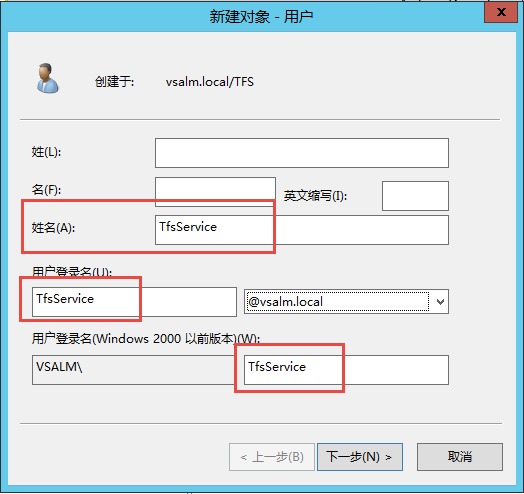 新建对象 - 用户
x
创建于: vsalm.local/TFS
姓(L):
名(F): 英文缩写(I):
姓名(A): TfsService
用户登录名(U):
TfsService @vsalm.local
用户登录名(Windows 2000 以前版本)(W):
VSALM\ TfsService
< 上一步(B) 下一步(N) > 取消